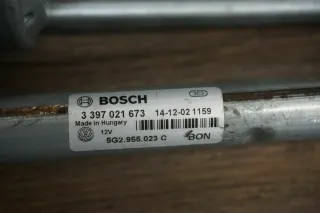 BOSCH
3 397 021 673 14-12-02 1159
Made in Hungary
12V
5G2.955.023 C BON